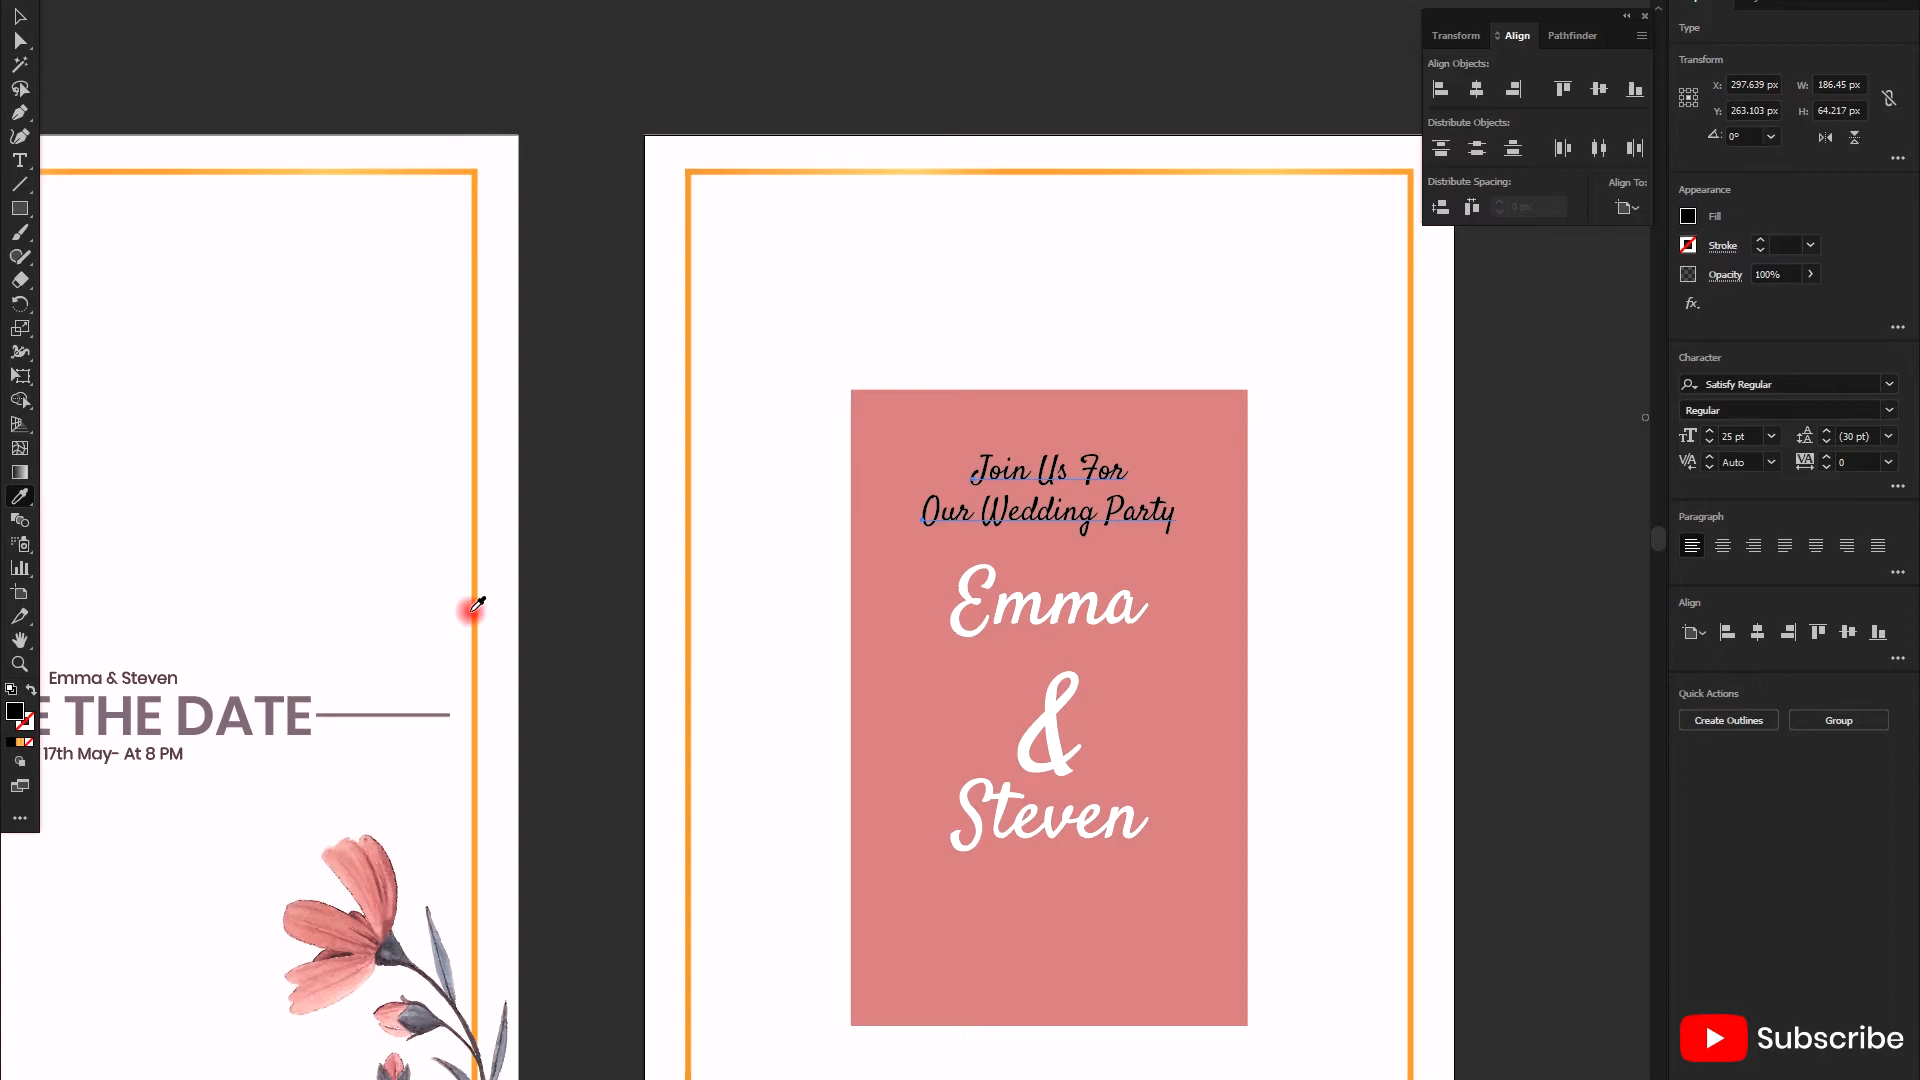 Transform
Align
Pathfinder
Align Objects:
Distribute Objects:
Distribute Spacing:
Align To:
0 px
Type
Transform
X: 297.639 px
W: 186.45 px
Y: 263.103 px
H: 64.217 px
0°
Appearance
Fill
Stroke
Opacity 100%
fx.
Character
Satisfy Regular
Regular
25 pt
(30 pt)
Auto
0
Paragraph
Align
Quick Actions
Create Outlines
Group
Emma & Steven
E THE DATE
17th May- At 8 PM
Join Us For
Our Wedding Party
Emma
&
Steven
Subscribe